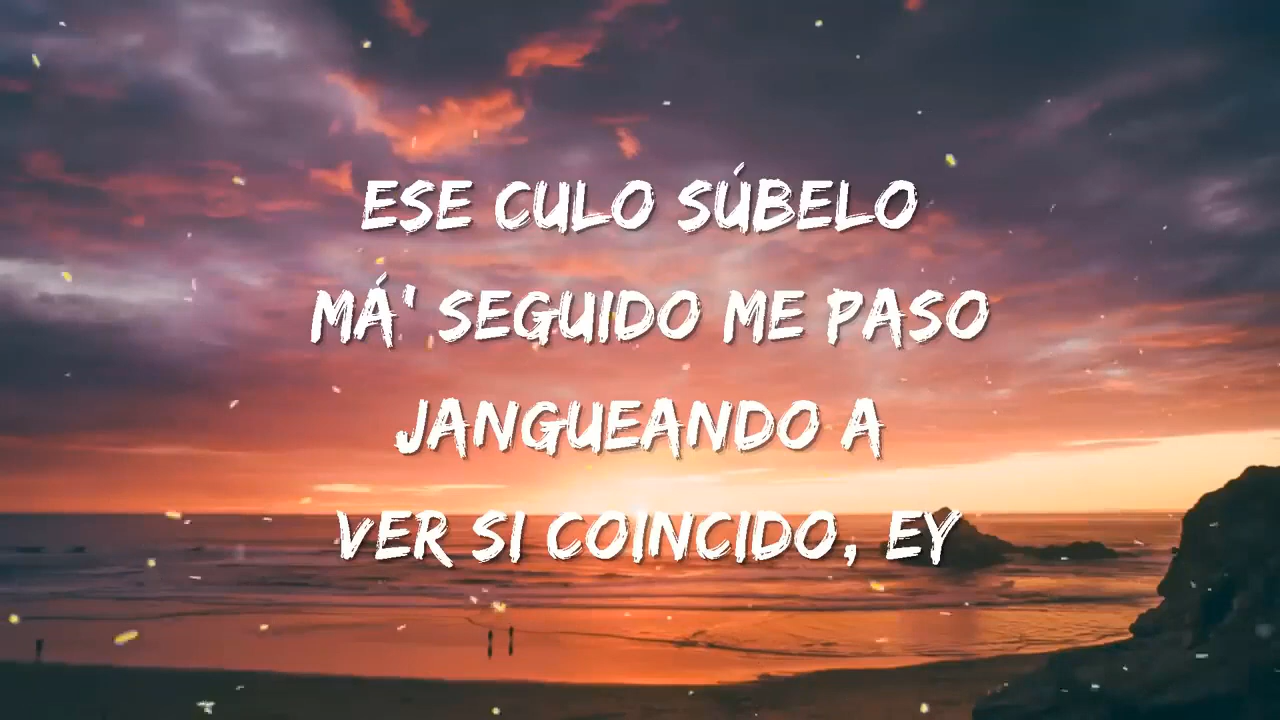 ESE CULO SÚBELO
MÁ' SEGUIDO ME PASO
JANGUEANDO A
VER SI COINCIDO, EY